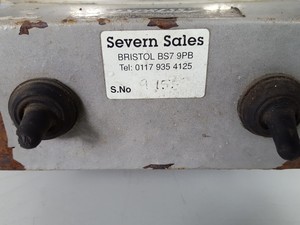 Severn Sales
BRISTOL BS7 9PB
Tel: 0117 935 4125
S.No